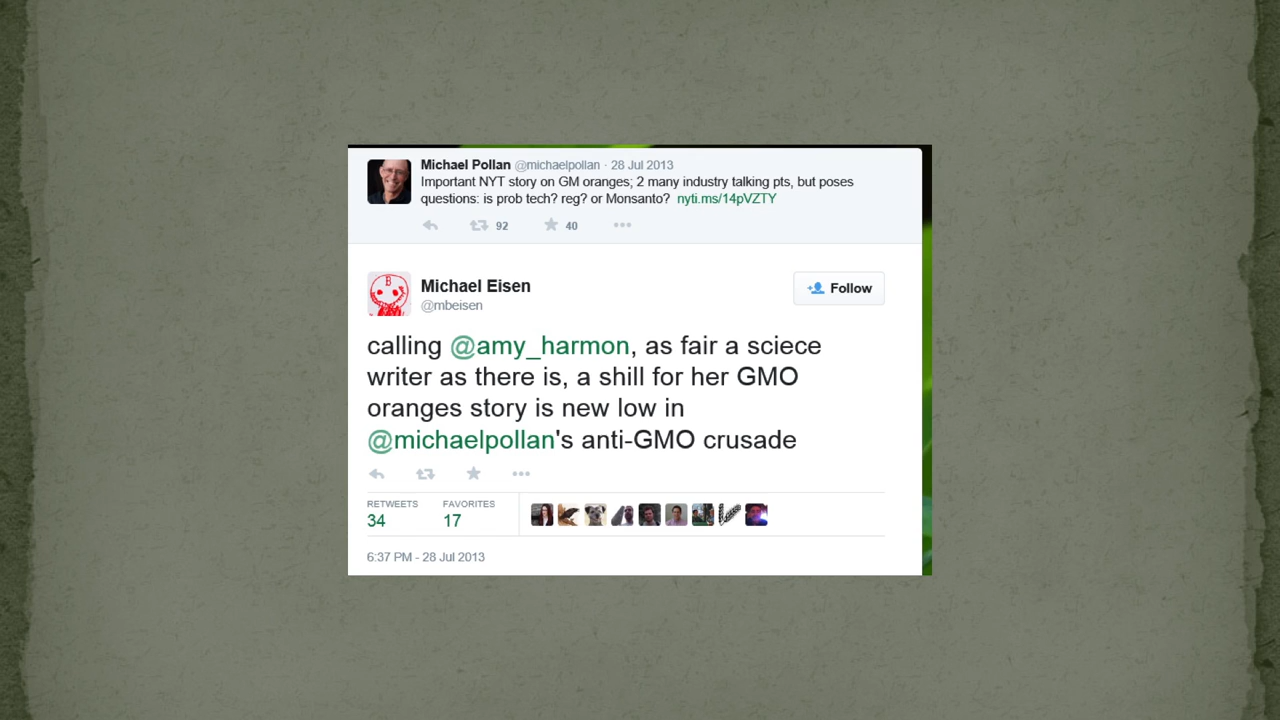 Michael Pollan @michaelpollan · 28 Jul 2013
Important NYT story on GM oranges; 2 many industry talking pts, but poses
questions: is prob tech? reg? or Monsanto? nyti.ms/14pVZTY
92 40
Michael Eisen
@mbeisen
Follow
calling @amy_harmon, as fair a sciece
writer as there is, a shill for her GMO
oranges story is new low in
@michaelpollan's anti-GMO crusade
RETWEETS FAVORITES
34 17
6:37 PM - 28 Jul 2013